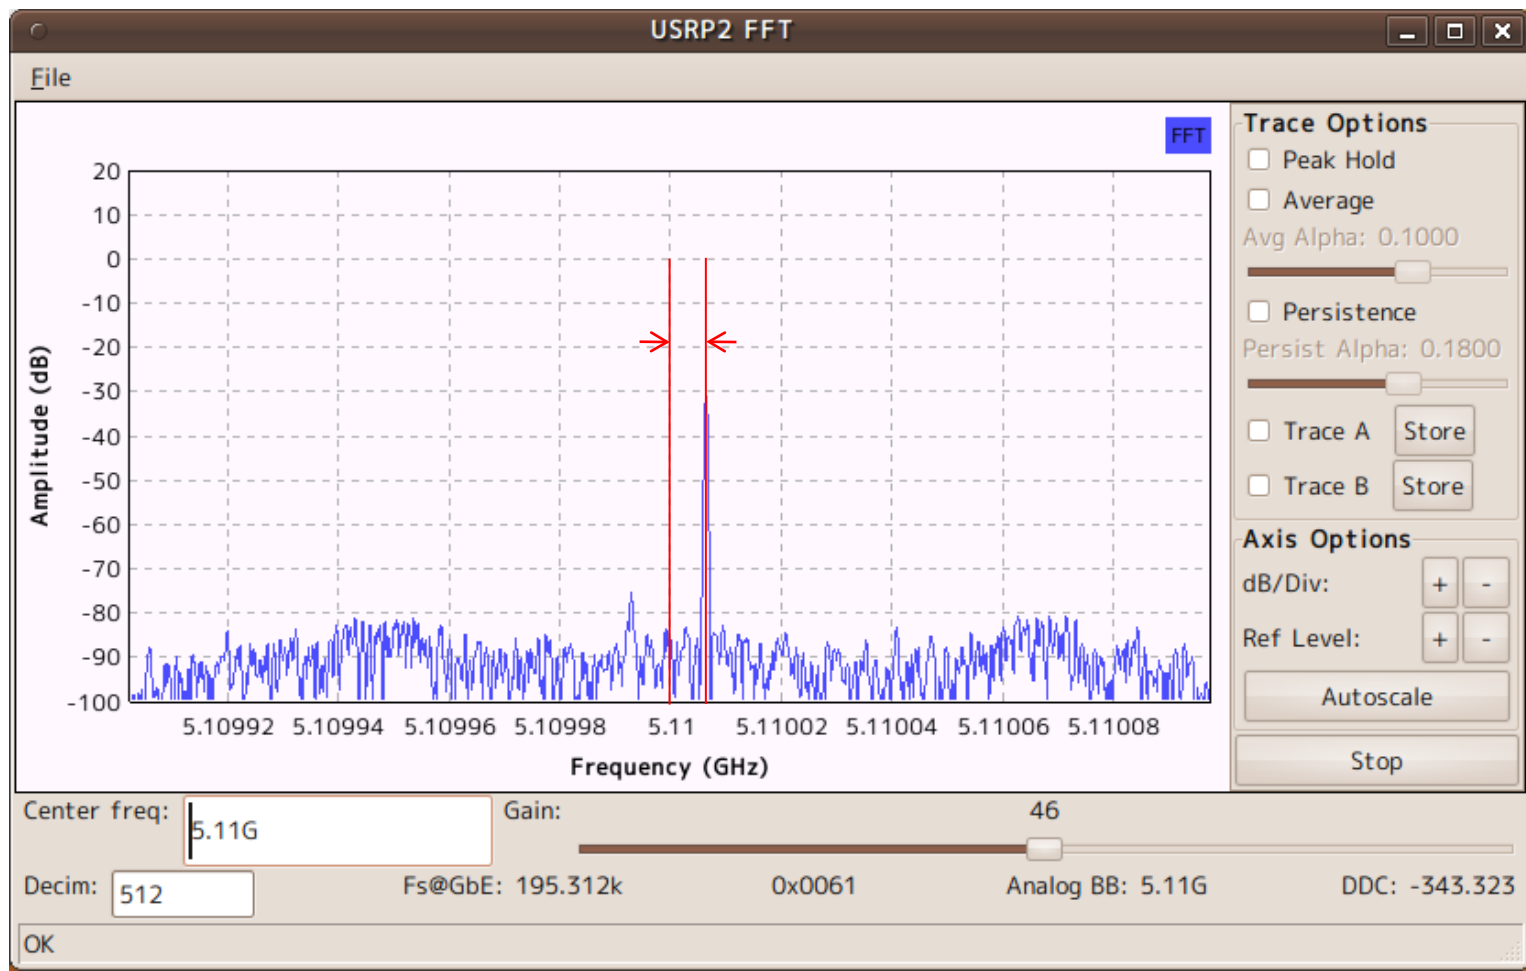 USRP2 FFT
File
FFT
Trace Options
Peak Hold
Average
Avg Alpha: 0.1000
Persistence
Persist Alpha: 0.1800
Trace A Store
Trace B Store
Axis Options
dB/Div: + -
Ref Level: + -
Autoscale
Stop
Amplitude (dB)
20
10
0
-10
-20
-30
-40
-50
-60
-70
-80
-90
-100
5.10992 5.10994 5.10996 5.10998 5.11 5.11002 5.11004 5.11006 5.11008
Frequency (GHz)
Center freq: 5.11G Gain: 46
Decim: 512 Fs@GbE: 195.312k 0x0061 Analog BB: 5.11G DDC: -343.323
OK